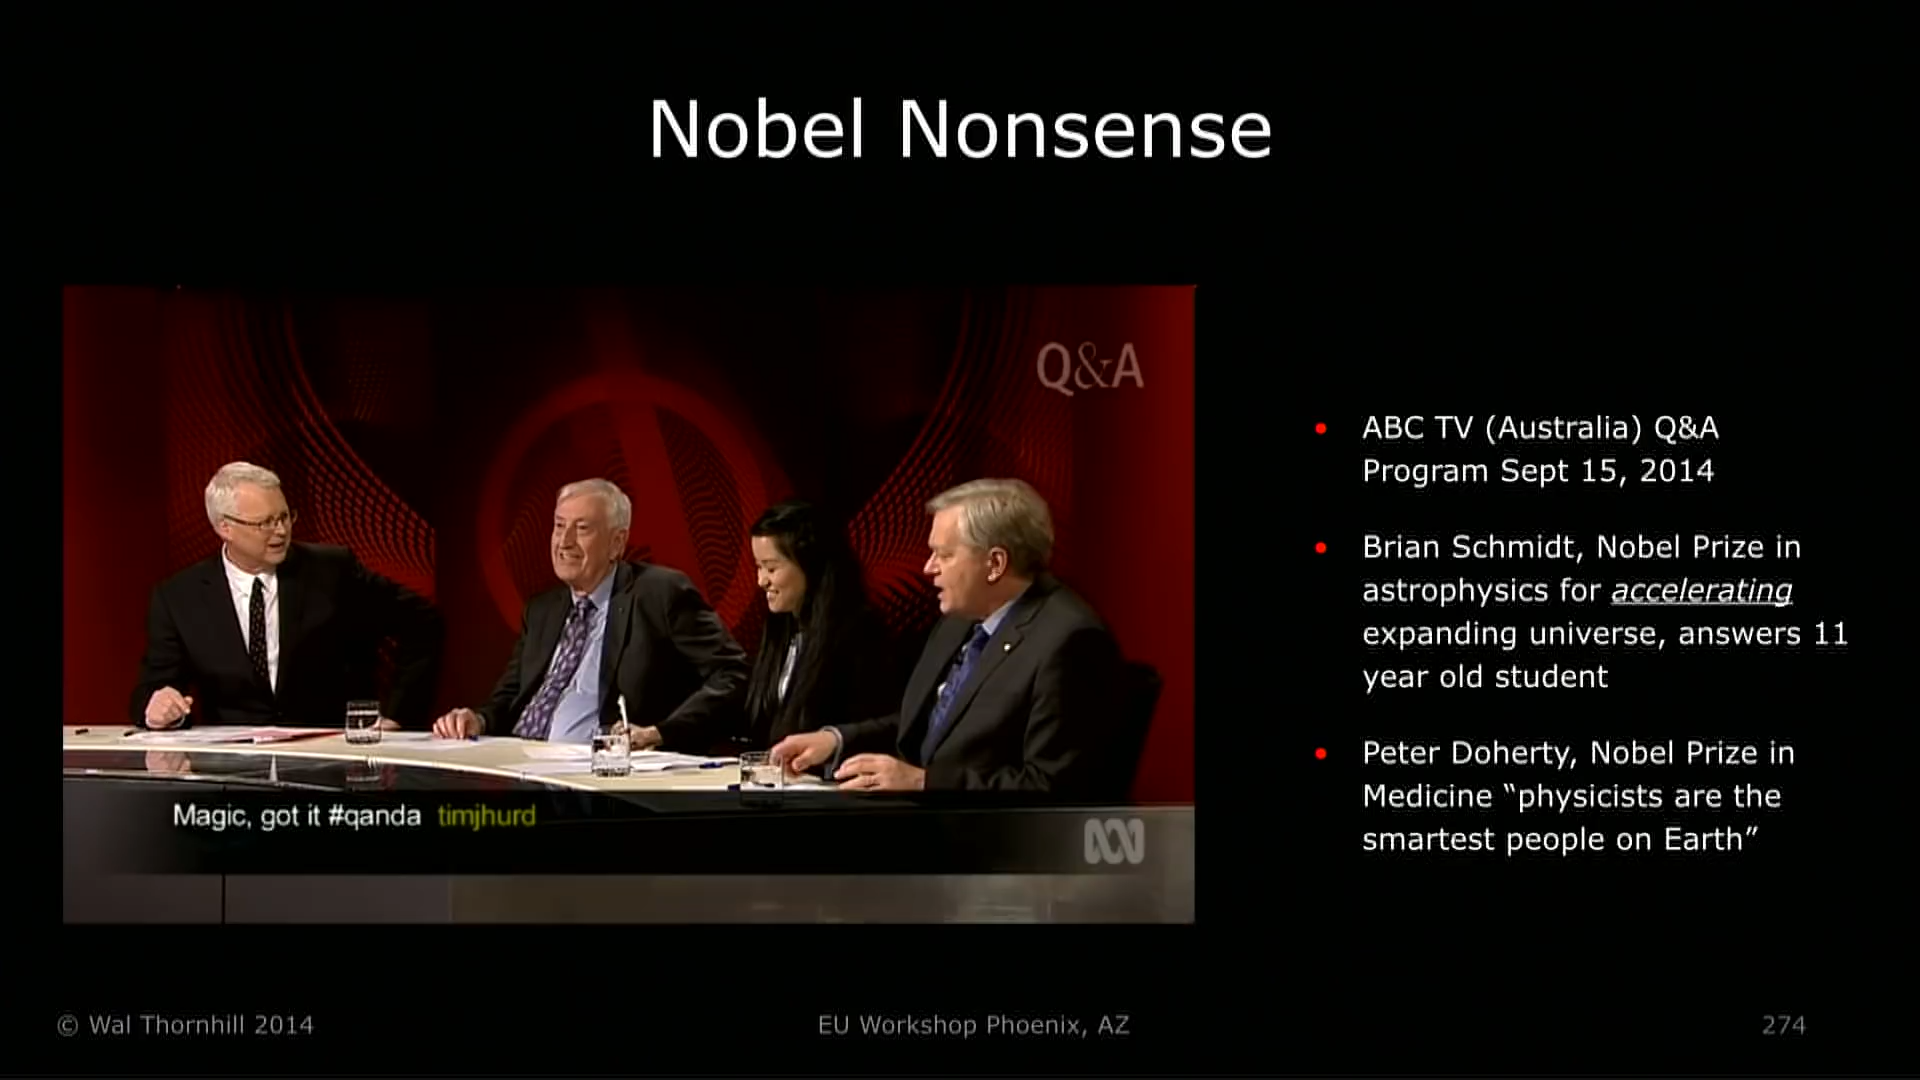 Nobel Nonsense
Q&A
Magic, got it #qanda timjhurd
• ABC TV (Australia) Q&A
Program Sept 15, 2014
• Brian Schmidt, Nobel Prize in
astrophysics for accelerating
expanding universe, answers 11
year old student
• Peter Doherty, Nobel Prize in
Medicine “physicists are the
smartest people on Earth”
© Wal Thornhill 2014
EU Workshop Phoenix, AZ
274